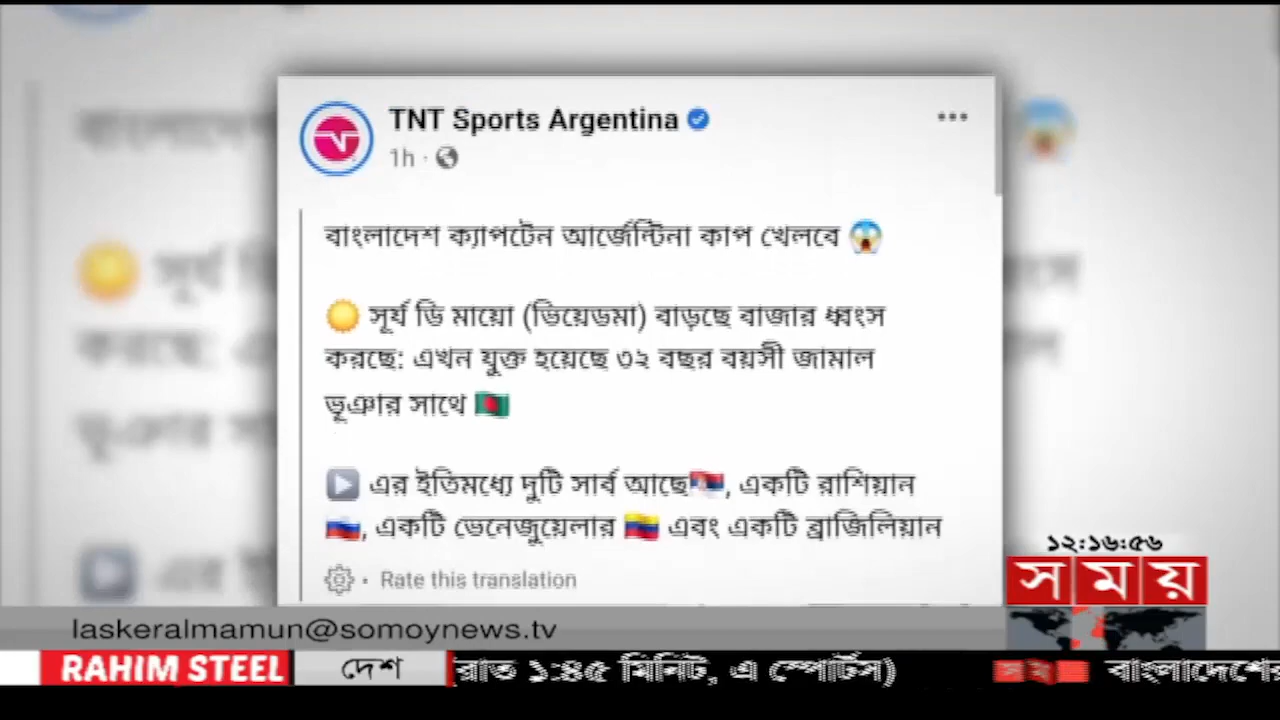 TNT Sports Argentina
1h ·
বাংলাদেশ ক্যাপটেন আর্জেন্টিনা কাপ খেলবে 😱
🌕 সূর্য ডি মায়ো (ভিয়েডমা) বাড়ছে বাজার ধ্বংস
করছে: এখন যুক্ত হয়েছে ৩২ বছর বয়সী জামাল
ভূঞার সাথে 🇧🇩
▶️ এর ইতিমধ্যে দুটি সার্ব আছে🇷🇸, একটি রাশিয়ান
🇷🇺, একটি ভেনেজুয়েলার 🇻🇪 এবং একটি ব্রাজিলিয়ান
Rate this translation
১২:১৬:৫৬
সময়
laskeralmamun@somoynews.tv
RAHIM STEEL দেশ রাত ১:৪৫ মিনিট, এ স্পোর্টস) সময় বাংলাদেশের